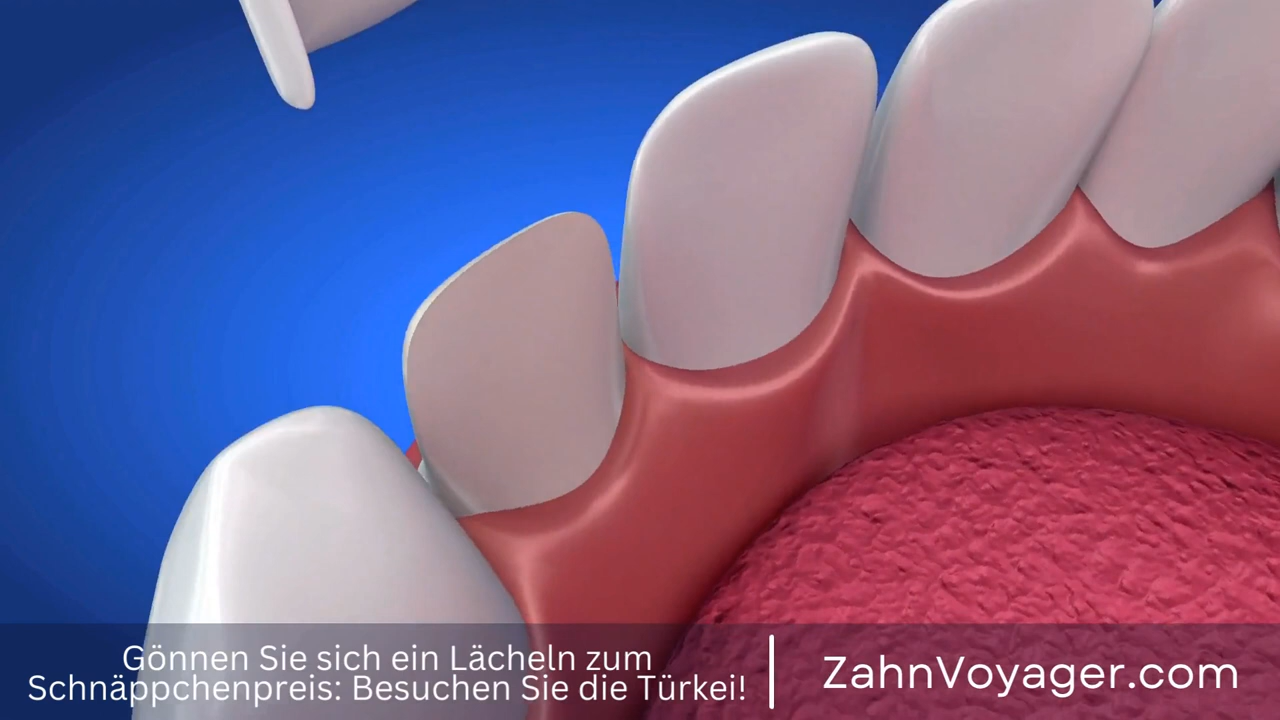 Gönnen Sie sich ein Lächeln zum
Schnäppchenpreis: Besuchen Sie die Türkei!
ZahnVoyager.com